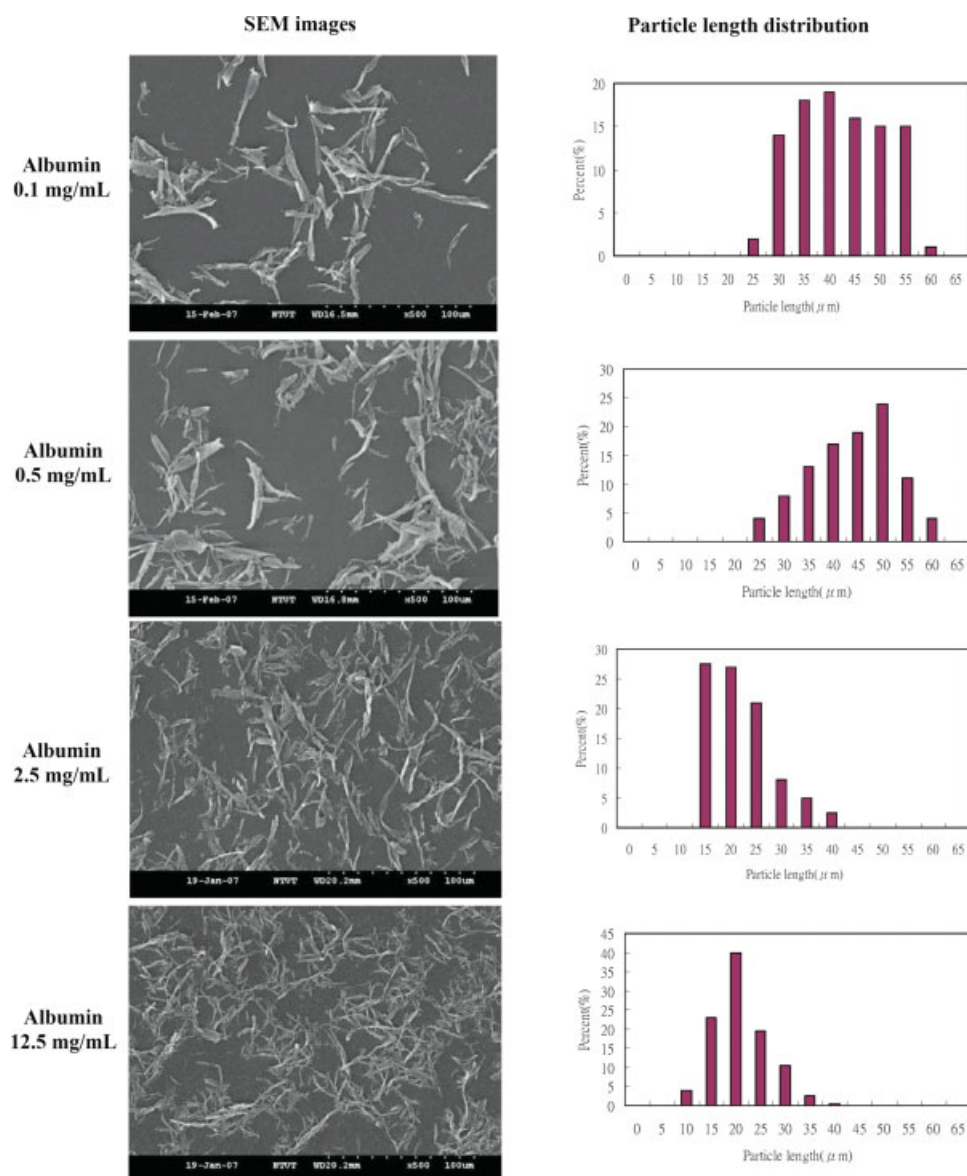 SEM images
Particle length distribution
Albumin
0.1 mg/mL
15-Feb-07 NTUT WD16.5mm x500 100um
Percent(%)
20
15
10
5
0
0 5 10 15 20 25 30 35 40 45 50 55 60 65
Particle length(μm)
Albumin
0.5 mg/mL
15-Feb-07 NTUT WD16.8mm x500 100um
Percent(%)
30
25
20
15
10
5
0
0 5 10 15 20 25 30 35 40 45 50 55 60 65
Particle length(μm)
Albumin
2.5 mg/mL
19-Jan-07 NTUT WD20.2mm x500 100um
Percent(%)
30
25
20
15
10
5
0
0 5 10 15 20 25 30 35 40 45 50 55 60 65
Particle length(μm)
Albumin
12.5 mg/mL
19-Jan-07 NTUT WD20.2mm x500 100um
Percent(%)
45
40
35
30
25
20
15
10
5
0
0 5 10 15 20 25 30 35 40 45 50 55 60 65
Particle length(μm)